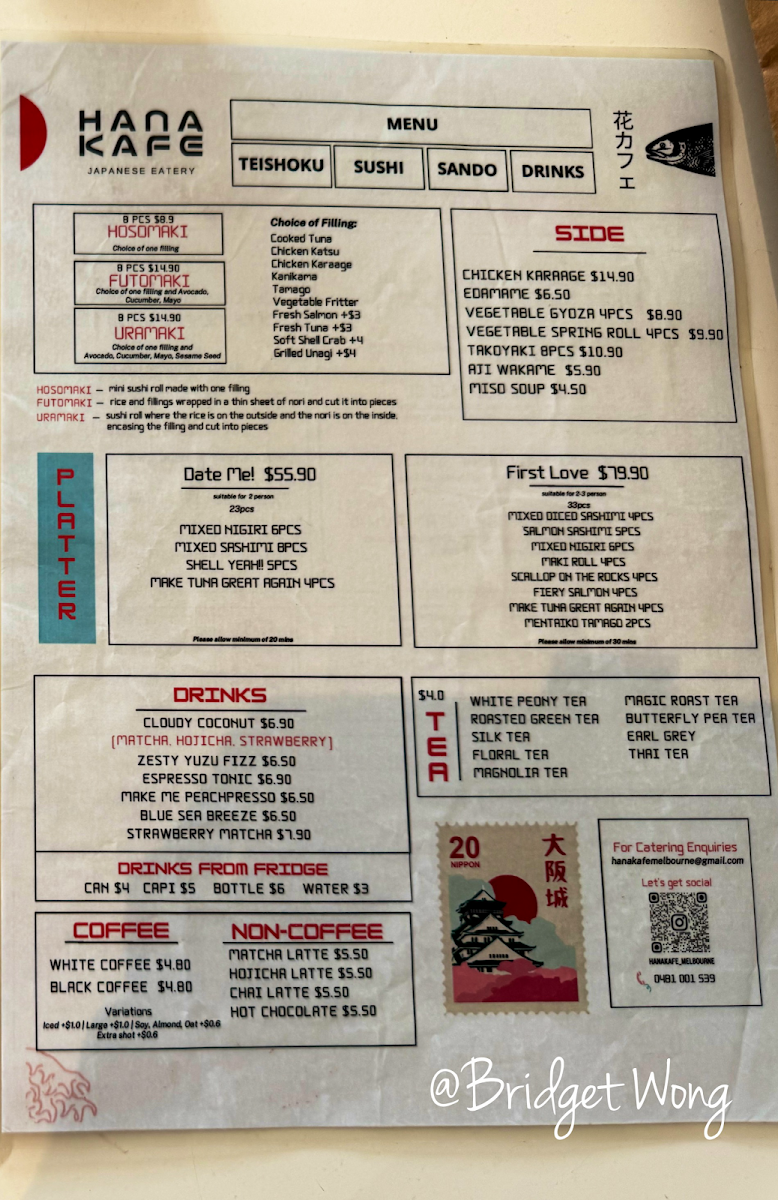 HANA KAFE
JAPANESE EATERY
MENU
TEISHOKU
SUSHI
SANDO
DRINKS
花カフェ
8 PCS $8.9
HOSOMAKI
Choice of one filling
8 PCS $14.90
FUTOMAKI
Choice of one filling and Avocado,
Cucumber, Mayo
8 PCS $14.90
URAMAKI
Choice of one filling and
Avocado, Cucumber, Mayo, Sesame Seed
Choice of Filling:
Cooked Tuna
Chicken Katsu
Chicken Karaage
Kanikama
Tamago
Vegetable Fritter
Fresh Salmon +$3
Fresh Tuna +$3
Soft Shell Crab +4
Grilled Unagi +$4
SIDE
CHICKEN KARAAGE $14.90
EDAMAME $6.50
VEGETABLE GYOZA 4PCS $8.90
VEGETABLE SPRING ROLL 4PCS $9.90
TAKOYAKI 8PCS $10.90
AJI WAKAME $5.90
MISO SOUP $4.50
HOSOMAKI – mini sushi roll made with one filling
FUTOMAKI – rice and fillings wrapped in a thin sheet of nori and cut it into pieces
URAMAKI – sushi roll where the rice is on the outside and the nori is on the inside,
encasing the filling and cut into pieces
PLATTER
Date Me! $55.90
suitable for 2 person
23pcs
MIXED NIGIRI 6PCS
MIXED SASHIMI 8PCS
SHELL YEAH!! 5PCS
MAKE TUNA GREAT AGAIN 4PCS
Please allow minimum of 20 mins
First Love $79.90
suitable for 2-3 person
33pcs
MIXED DICED SASHIMI 4PCS
SALMON SASHIMI 5PCS
MIXED NIGIRI 6PCS
MAKI ROLL 4PCS
SCALLOP ON THE ROCKS 4PCS
FIERY SALMON 4PCS
MAKE TUNA GREAT AGAIN 4PCS
MENTAIKO TAMAGO 2PCS
Please allow minimum of 30 mins
DRINKS
CLOUDY COCONUT $6.90
(MATCHA, HOJICHA, STRAWBERRY)
ZESTY YUZU FIZZ $6.50
ESPRESSO TONIC $6.90
MAKE ME PEACHPRESSO $6.50
BLUE SEA BREEZE $6.50
STRAWBERRY MATCHA $7.90
DRINKS FROM FRIDGE
CAN $4 CAPI $5 BOTTLE $6 WATER $3
$4.0
TEA
WHITE PEONY TEA
ROASTED GREEN TEA
SILK TEA
FLORAL TEA
MAGNOLIA TEA
MAGIC ROAST TEA
BUTTERFLY PEA TEA
EARL GREY
THAI TEA
COFFEE
WHITE COFFEE $4.80
BLACK COFFEE $4.80
Variations
Iced +$1.0 | Large +$1.0 | Soy, Almond, Oat +$0.6
Extra shot +$0.6
NON-COFFEE
MATCHA LATTE $5.50
HOJICHA LATTE $5.50
CHAI LATTE $5.50
HOT CHOCOLATE $5.50
20
NIPPON
大阪城
For Catering Enquiries
hanakafemelbourne@gmail.com
Let's get social
HANAKAFE_MELBOURNE
0481 001 539
@Bridget Wong